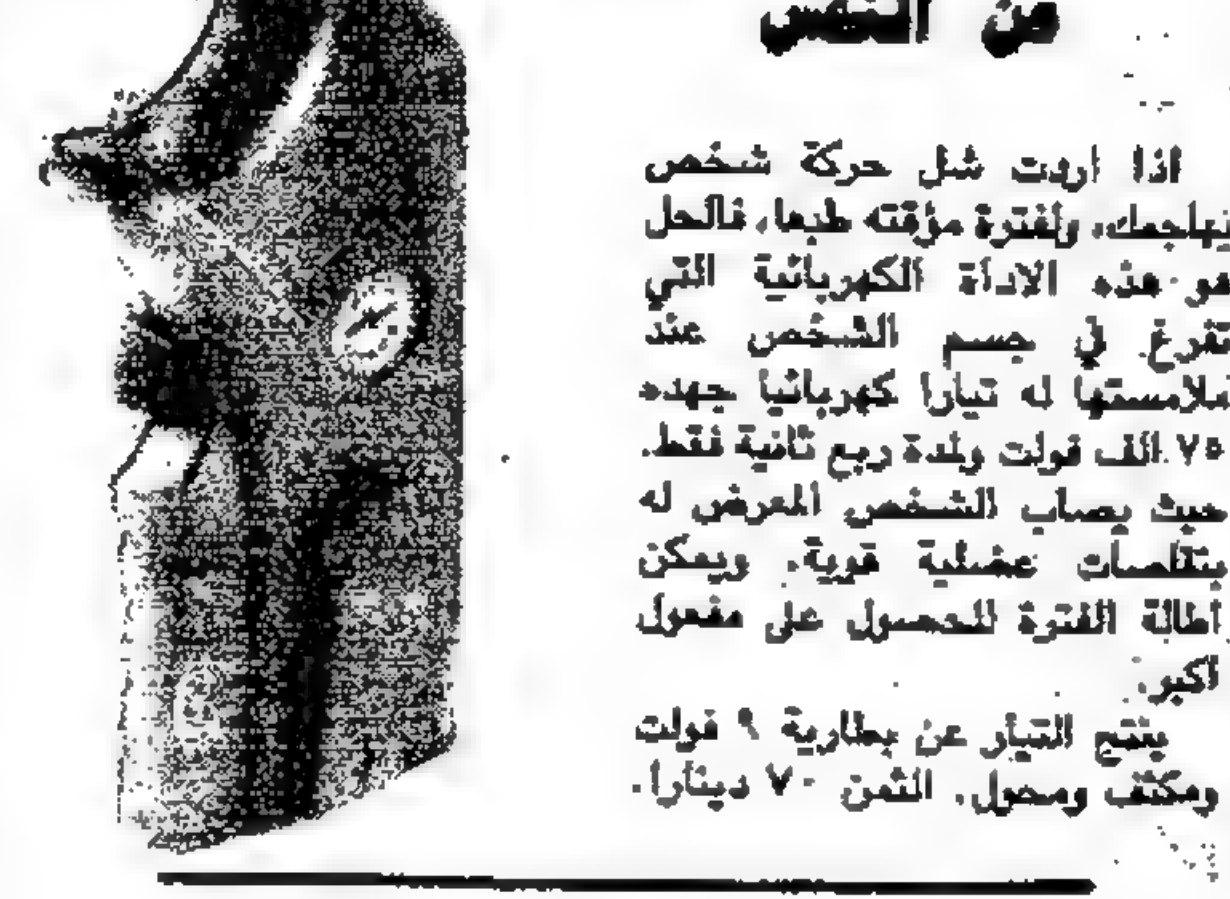 عن النفس
اذا اردت شل حركة شخص
يهاجمك، ولفترة مؤقته طبعا، فالحل
هو هذه الاداة الكهربائية التي
تفرغ في جسم الشخص عند
ملامستها له تيارا كهربائيا جهده
٧٥ الف فولت ولمدة ربع ثانية فقط.
حيث يصاب الشخص المعرض له
بتقلصات عضلية قوية. ويمكن
اطالة الفترة للحصول على مفعول
اكبر.
ينتج التيار عن بطارية ٩ فولت
ومكثف ومحول. الثمن ٧٠ دينارا.